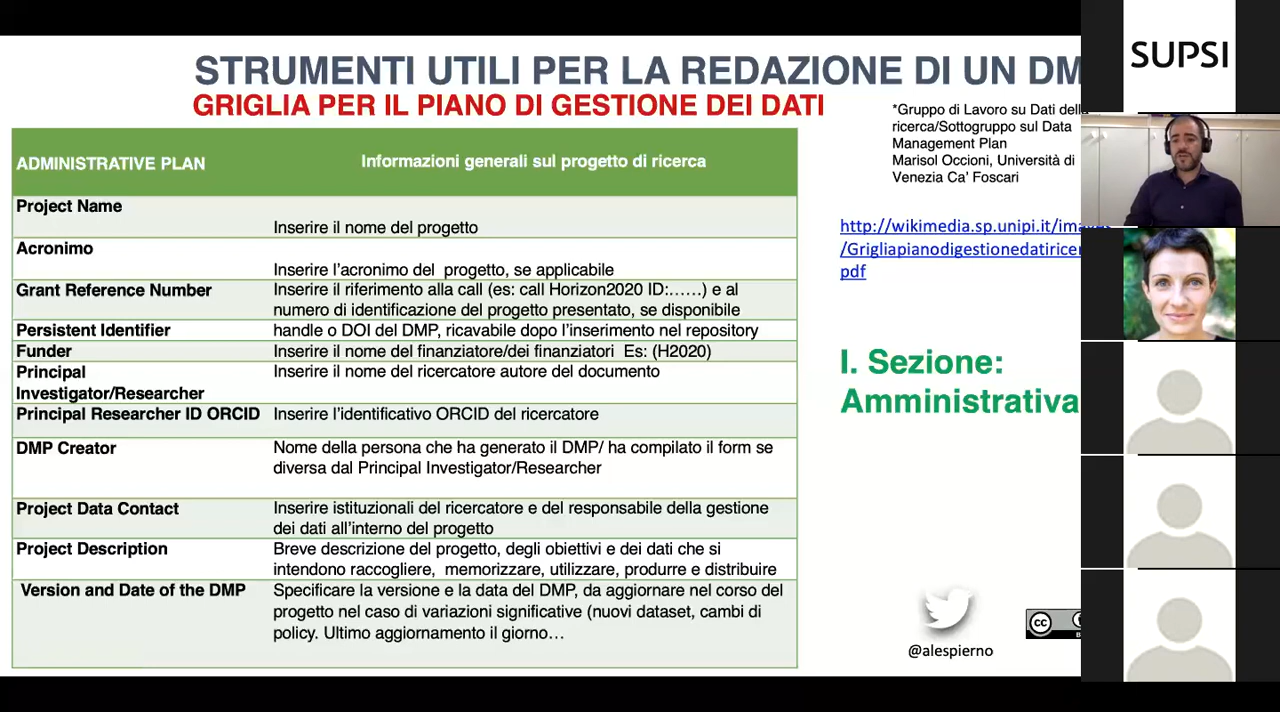 STRUMENTI UTILI PER LA REDAZIONE DI UN DM
GRIGLIA PER IL PIANO DI GESTIONE DEI DATI
ADMINISTRATIVE PLAN Informazioni generali sul progetto di ricerca
Project Name
Inserire il nome del progetto
Acronimo
Inserire l'acronimo del progetto, se applicabile
Grant Reference Number Inserire il riferimento alla call (es: call Horizon2020 ID:......) e al
numero di identificazione del progetto presentato, se disponibile
Persistent Identifier handle o DOI del DMP, ricavabile dopo l'inserimento nel repository
Funder Inserire il nome del finanziatore/dei finanziatori Es: (H2020)
Principal Inserire il nome del ricercatore autore del documento
Investigator/Researcher
Principal Researcher ID ORCID Inserire l'identificativo ORCID del ricercatore
DMP Creator Nome della persona che ha generato il DMP/ ha compilato il form se
diversa dal Principal Investigator/Researcher
Project Data Contact Inserire istituzionali del ricercatore e del responsabile della gestione
dei dati all'interno del progetto
Project Description Breve descrizione del progetto, degli obiettivi e dei dati che si
intendono raccogliere, memorizzare, utilizzare, produrre e distribuire
Version and Date of the DMP Specificare la versione e la data del DMP, da aggiornare nel corso del
progetto nel caso di variazioni significative (nuovi dataset, cambi di
policy. Ultimo aggiornamento il giorno…
*Gruppo di Lavoro su Dati dell
ricerca/Sottogruppo sul Data
Management Plan
Marisol Occioni, Università di
Venezia Ca' Foscari
http://wikimedia.sp.unipi.it/images
/Grigliapianodigestionedatiricer
pdf
I. Sezione:
Amministrativa
@alespierno
cc
SUPSI